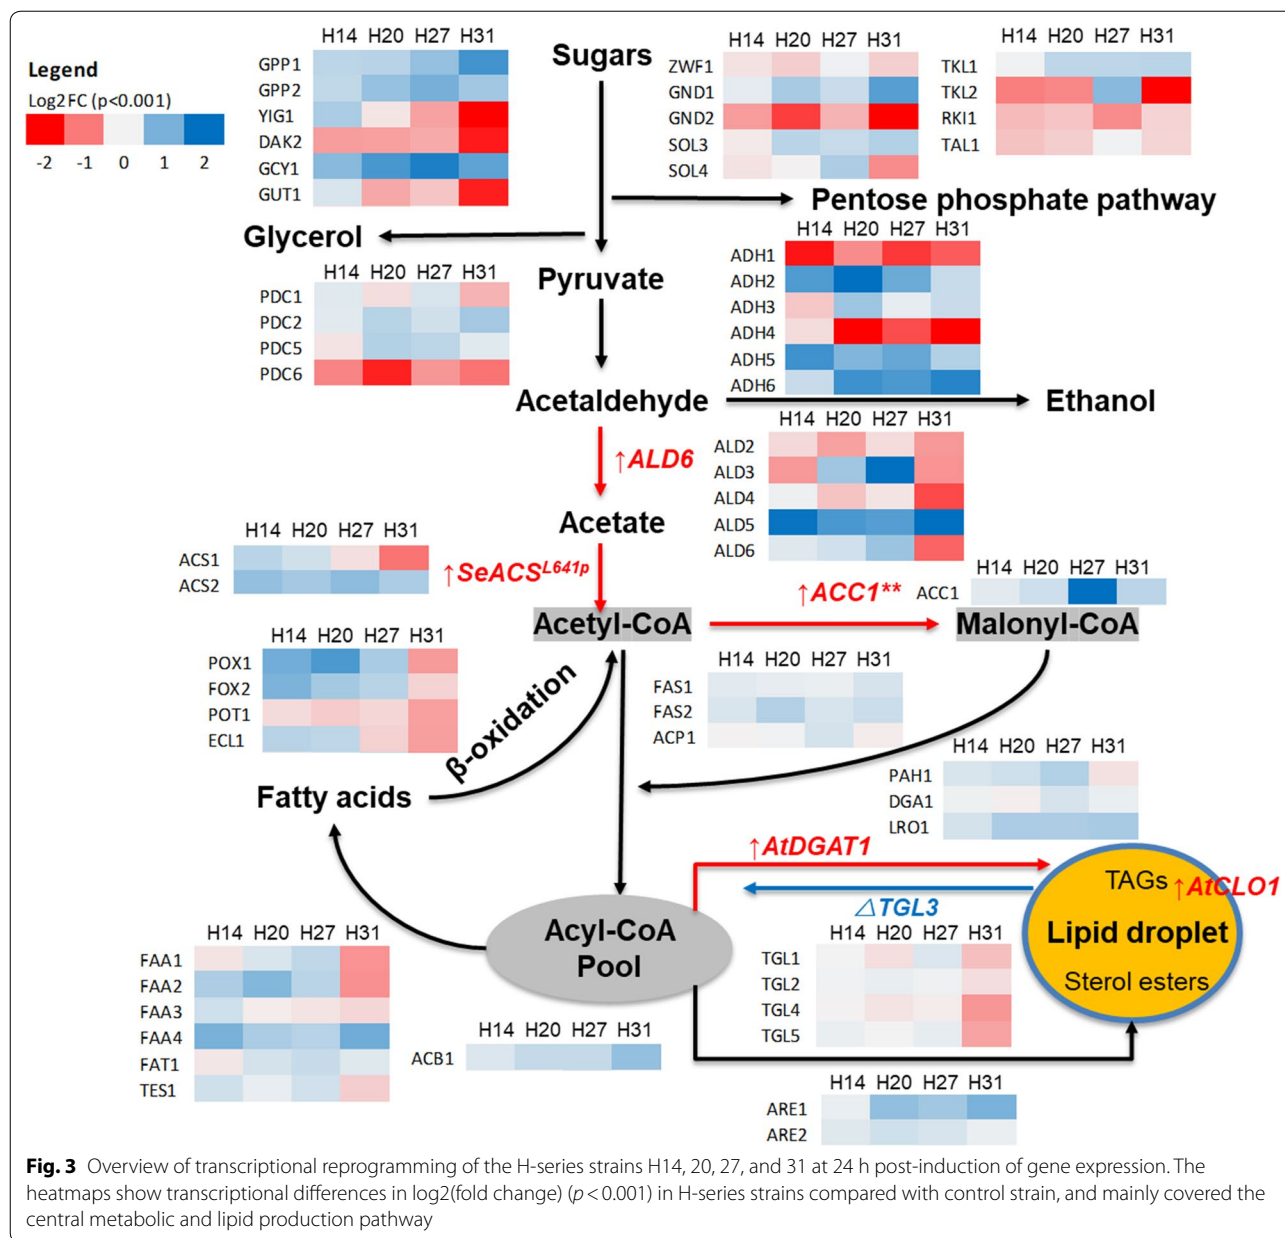 Legend
Log2FC (p<0.001)
-2 -1 0 1 2
H14 H20 H27 H31
GPP1
GPP2
YIG1
DAK2
GCY1
GUT1
Sugars
H14 H20 H27 H31
ZWF1
GND1
GND2
SOL3
SOL4
H14 H20 H27 H31
TKL1
TKL2
RKI1
TAL1
Pentose phosphate pathway
Glycerol
H14 H20 H27 H31
PDC1
PDC2
PDC5
PDC6
Pyruvate
H14 H20 H27 H31
ADH1
ADH2
ADH3
ADH4
ADH5
ADH6
Acetaldehyde
Ethanol
↑ALD6
H14 H20 H27 H31
ALD2
ALD3
ALD4
ALD5
ALD6
Acetate
H14 H20 H27 H31
ACS1
ACS2
↑SeACSL641p
↑ACC1**
H14 H20 H27 H31
ACC1
Acetyl-CoA
Malonyl-CoA
H14 H20 H27 H31
POX1
FOX2
POT1
ECL1
β-oxidation
H14 H20 H27 H31
FAS1
FAS2
ACP1
H14 H20 H27 H31
PAH1
DGA1
LRO1
Fatty acids
↑AtDGAT1
TAGs
↑AtCLO1
△TGL3
Lipid droplet
Sterol esters
Acyl-CoA
Pool
H14 H20 H27 H31
TGL1
TGL2
TGL4
TGL5
H14 H20 H27 H31
FAA1
FAA2
FAA3
FAA4
FAT1
TES1
H14 H20 H27 H31
ACB1
H14 H20 H27 H31
ARE1
ARE2
Fig. 3 Overview of transcriptional reprogramming of the H-series strains H14, 20, 27, and 31 at 24 h post-induction of gene expression. The
heatmaps show transcriptional differences in log2(fold change) (p < 0.001) in H-series strains compared with control strain, and mainly covered the
central metabolic and lipid production pathway